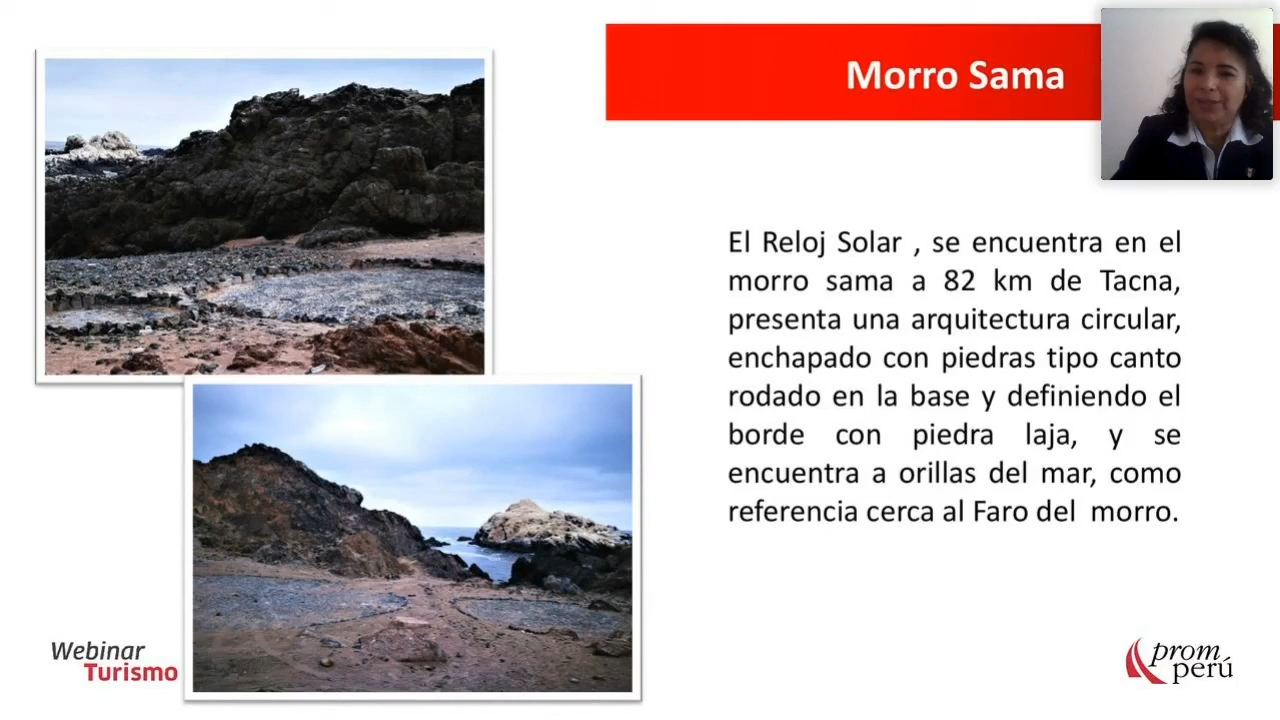 Morro Sama
El Reloj Solar , se encuentra en el
morro sama a 82 km de Tacna,
presenta una arquitectura circular,
enchapado con piedras tipo canto
rodado en la base y definiendo el
borde con piedra laja, y se
encuentra a orillas del mar, como
referencia cerca al Faro del morro.
Webinar
Turismo
prom
perú